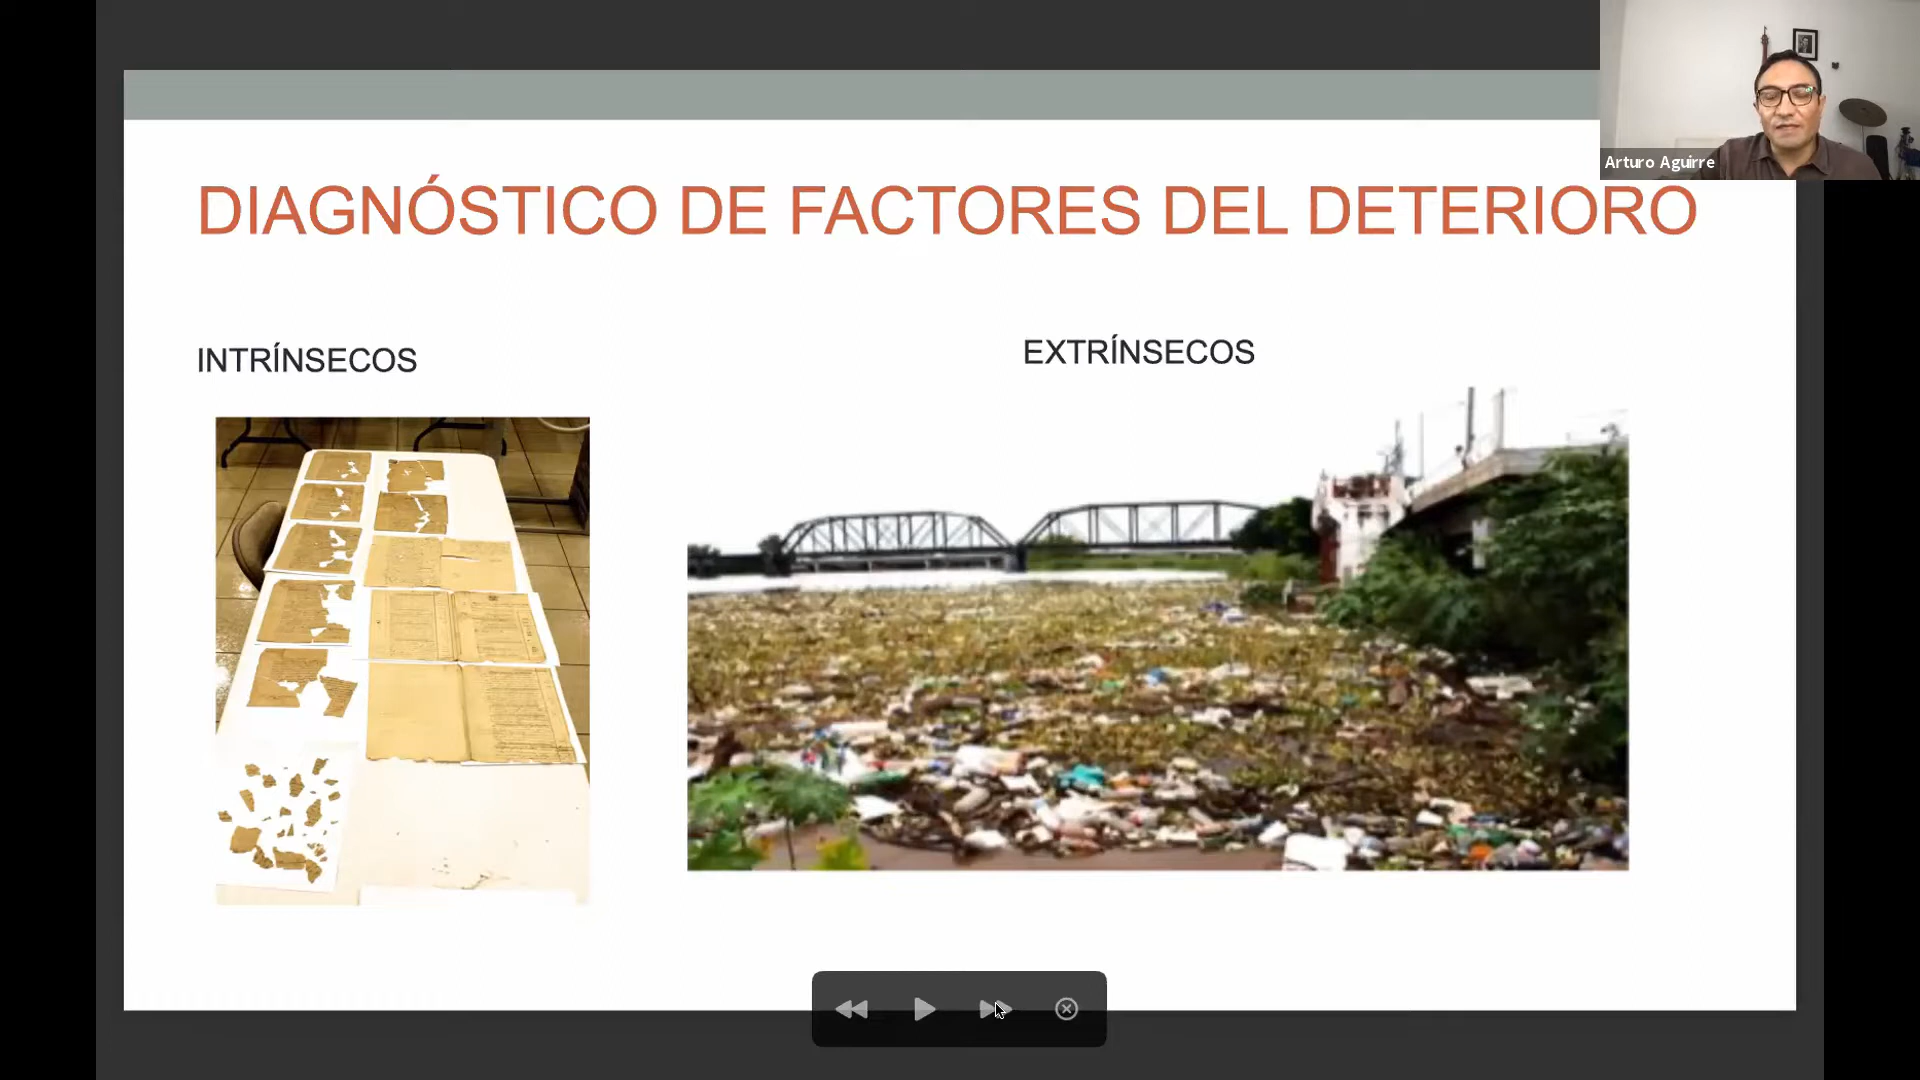 Arturo Aguirre
DIAGNÓSTICO DE FACTORES DEL DETERIORO
INTRÍNSECOS
EXTRÍNSECOS